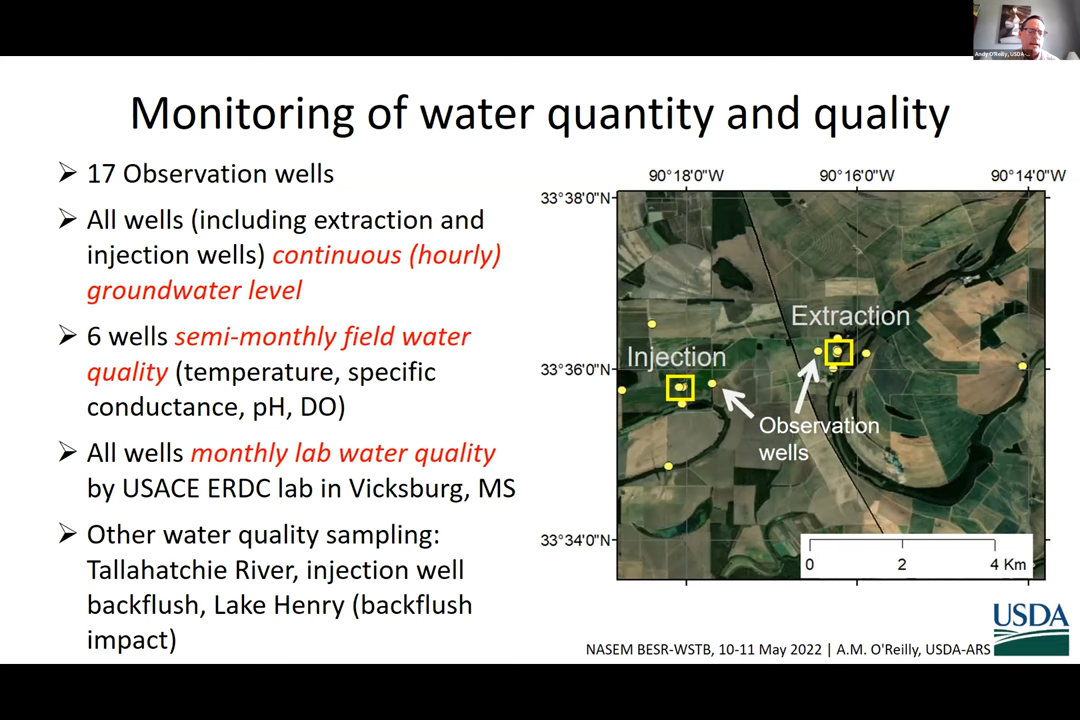 Andy O'Reilly, USDA-...
Monitoring of water quantity and quality
➢ 17 Observation wells
➢ All wells (including extraction and
injection wells) continuous (hourly)
groundwater level
➢ 6 wells semi-monthly field water
quality (temperature, specific
conductance, pH, DO)
➢ All wells monthly lab water quality
by USACE ERDC lab in Vicksburg, MS
➢ Other water quality sampling:
Tallahatchie River, injection well
backflush, Lake Henry (backflush
impact)
90°18'0"W 90°16'0"W 90°14'0"W
33°38'0"N
Extraction
Injection
33°36'0"N
Observation
wells
33°34'0"N
0 2 4 Km
USDA
NASEM BESR-WSTB, 10-11 May 2022 | A.M. O'Reilly, USDA-ARS